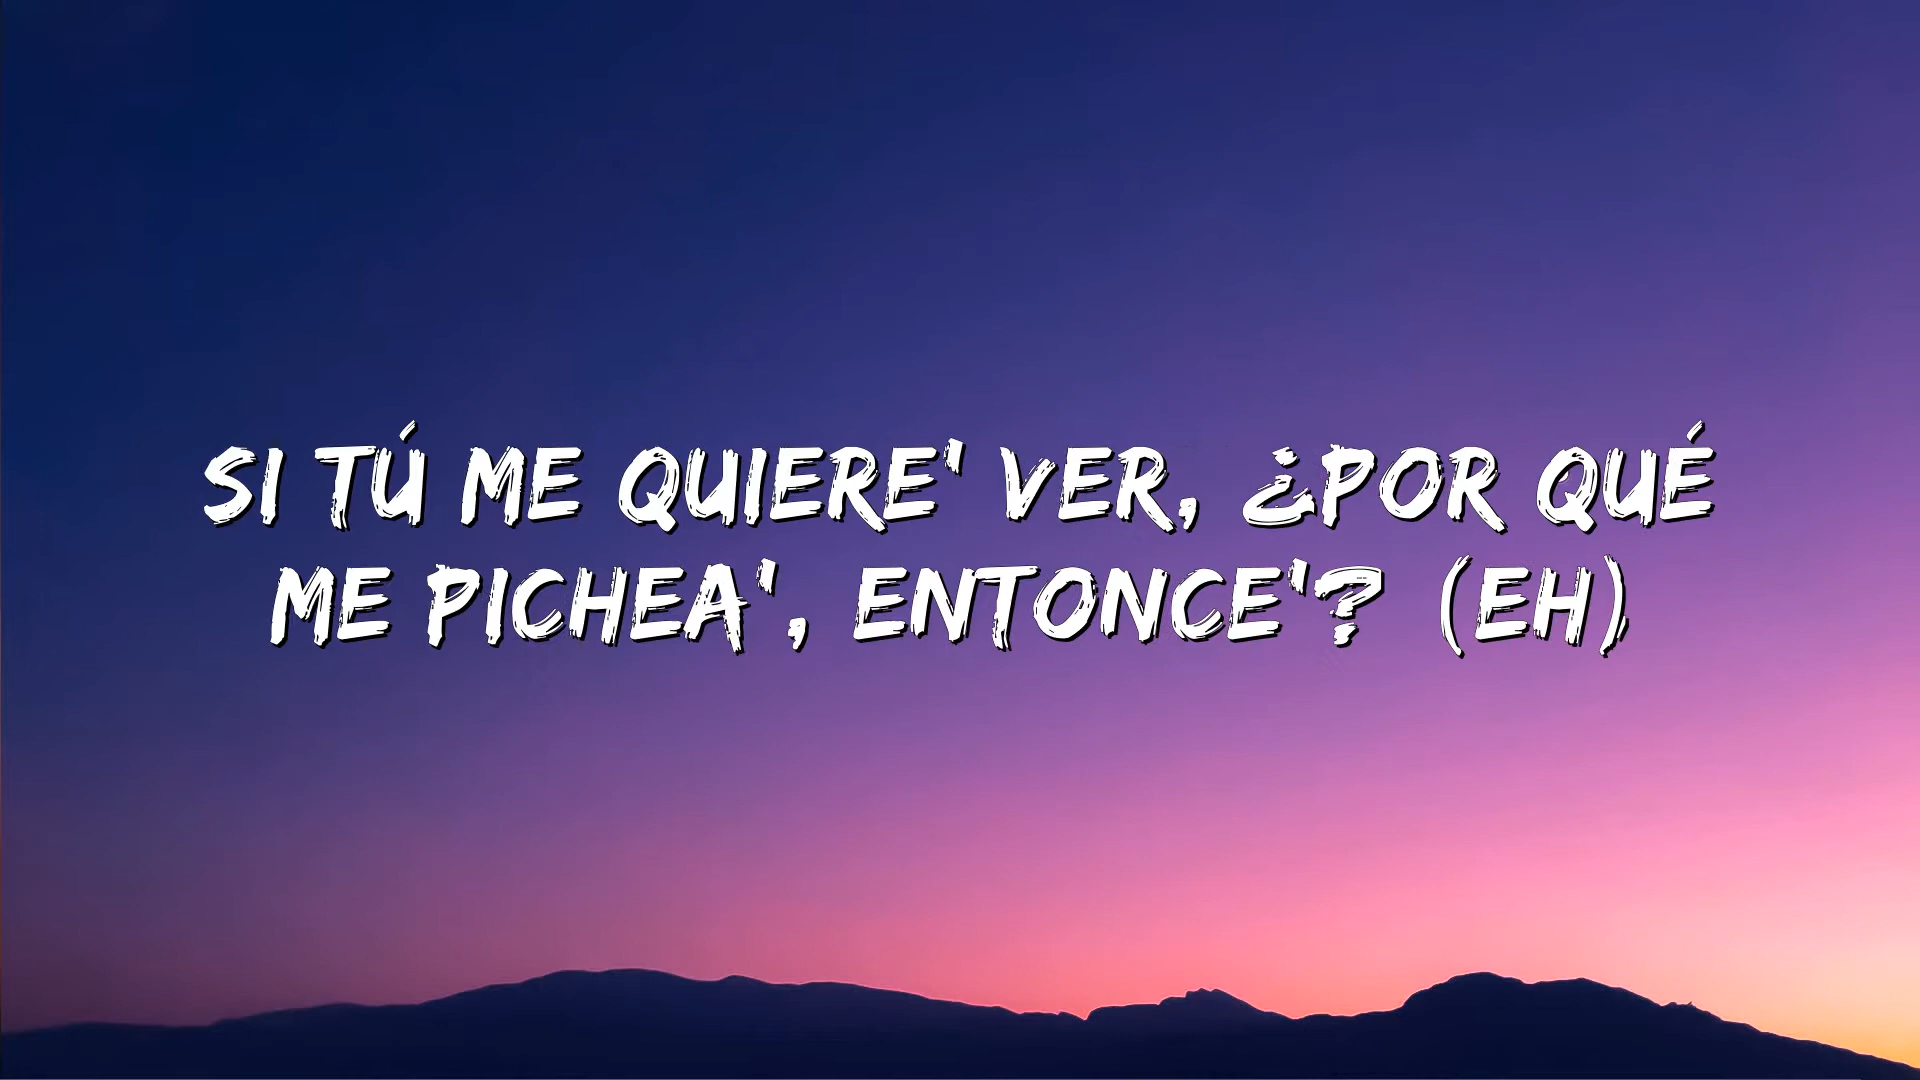 SI TÚ ME QUIERE' VER, ¿POR QUÉ
ME PICHEA', ENTONCE'? (EH)